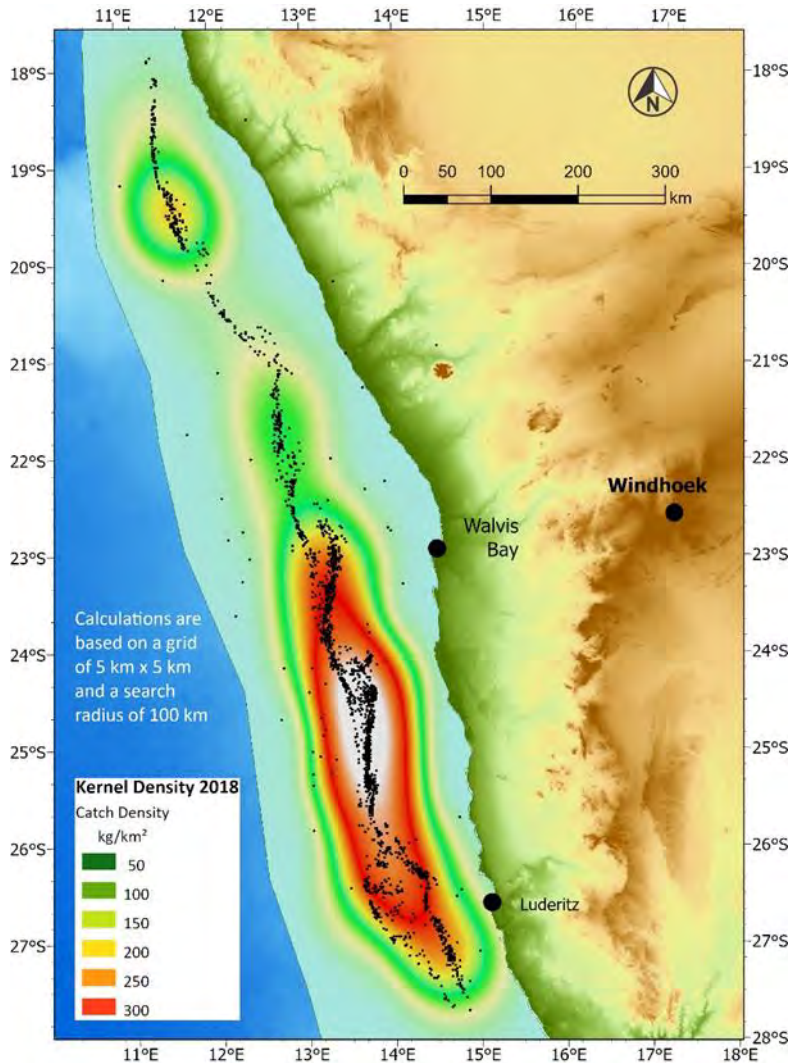 11°E 12°E 13°E 14°E 15°E 16°E 17°E
18°S 18°S
N
19°S 19°S
0 50 100 200 300
km
20°S 20°S
21°S 21°S
22°S 22°S
Windhoek
Walvis
Bay
23°S 23°S
Calculations are
based on a grid
of 5 km x 5 km
and a search
radius of 100 km
24°S 24°S
25°S 25°S
Kernel Density 2018
Catch Density
kg/km²
50
100
150
200
250
300
26°S 26°S
Luderitz
27°S 27°S
28°S
11°E 12°E 13°E 14°E 15°E 16°E 17°E